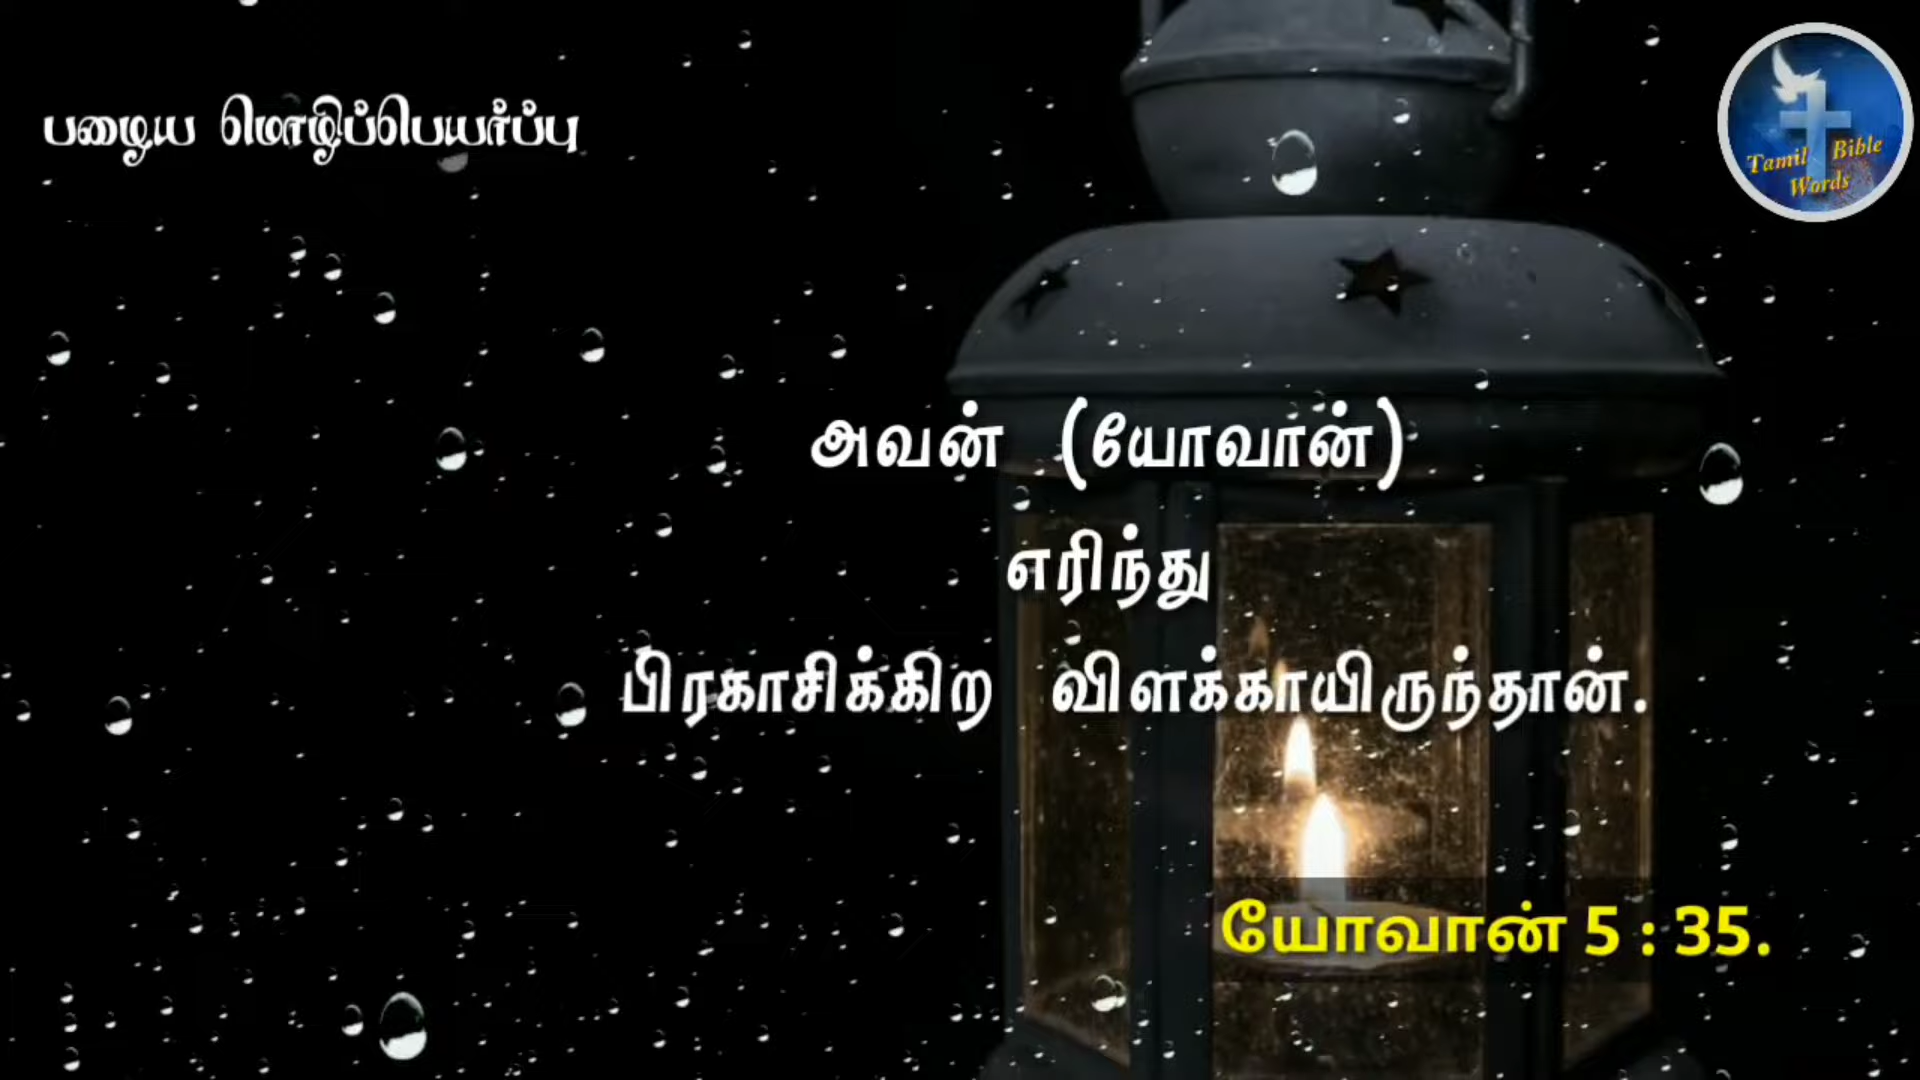 பழைய மொழிப்பெயர்ப்பு
Tamil Bible
Words
அவன் (யோவான்)
எரிந்து
பிரகாசிக்கிற விளக்காயிருந்தான்.
யோவான் 5 : 35.